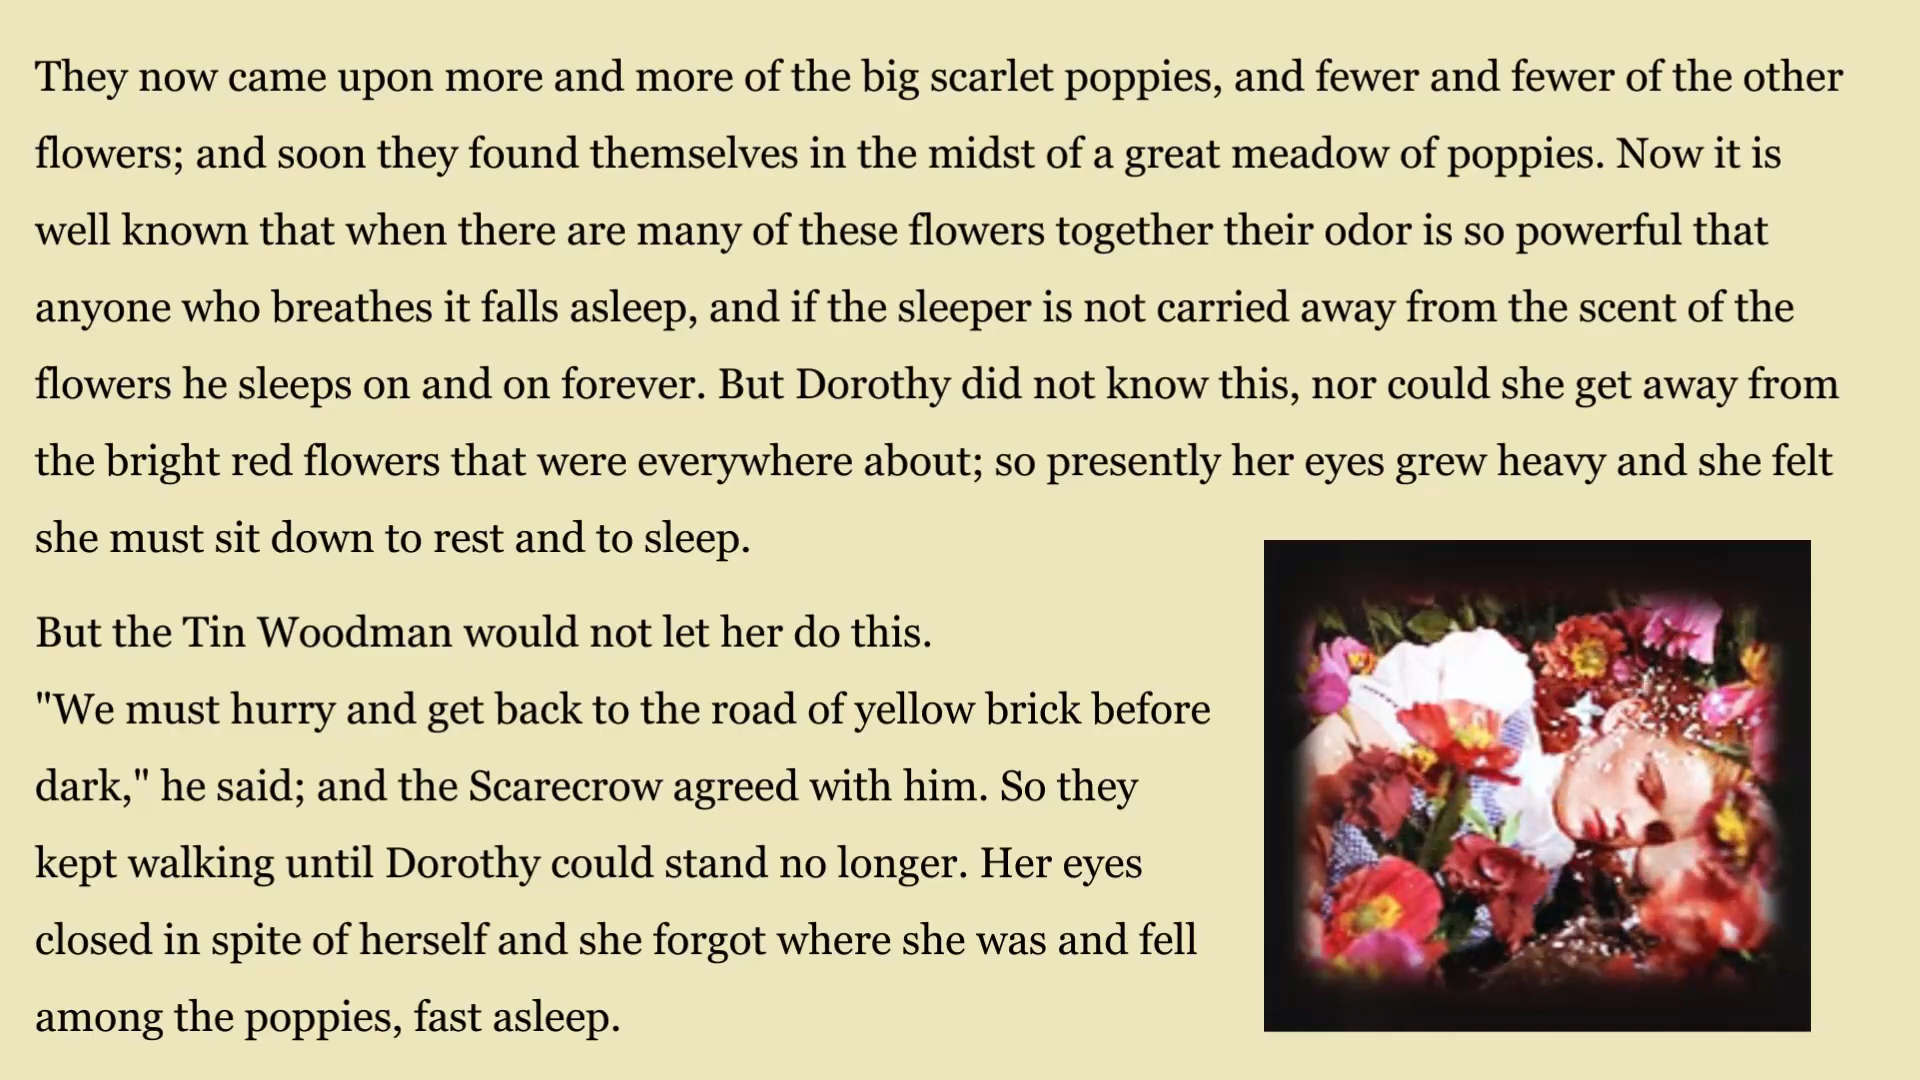 They now came upon more and more of the big scarlet poppies, and fewer and fewer of the other
flowers; and soon they found themselves in the midst of a great meadow of poppies. Now it is
well known that when there are many of these flowers together their odor is so powerful that
anyone who breathes it falls asleep, and if the sleeper is not carried away from the scent of the
flowers he sleeps on and on forever. But Dorothy did not know this, nor could she get away from
the bright red flowers that were everywhere about; so presently her eyes grew heavy and she felt
she must sit down to rest and to sleep.
But the Tin Woodman would not let her do this.
"We must hurry and get back to the road of yellow brick before
dark," he said; and the Scarecrow agreed with him. So they
kept walking until Dorothy could stand no longer. Her eyes
closed in spite of herself and she forgot where she was and fell
among the poppies, fast asleep.